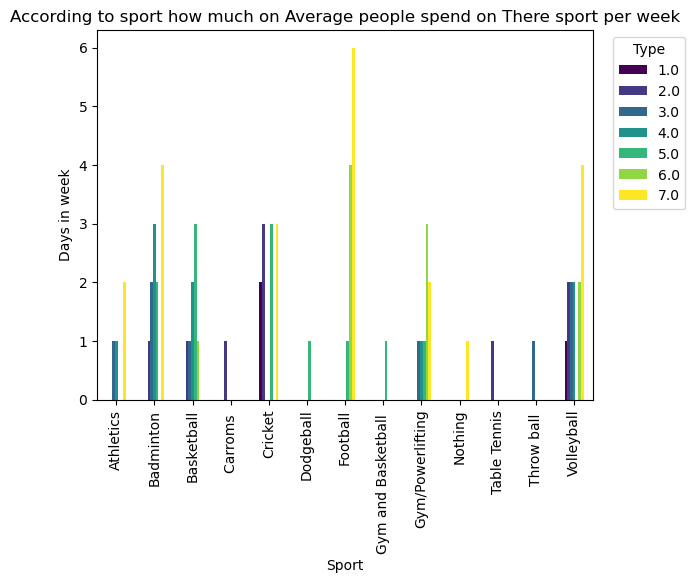 According to sport how much on Average people spend on There sport per week
Type
1.0
2.0
3.0
4.0
5.0
6.0
7.0
Days in week
6
5
4
3
2
1
0
Athletics
Badminton
Basketball
Carroms
Cricket
Dodgeball
Football
Gym and Basketball
Gym/Powerlifting
Nothing
Table Tennis
Throw ball
Volleyball
Sport